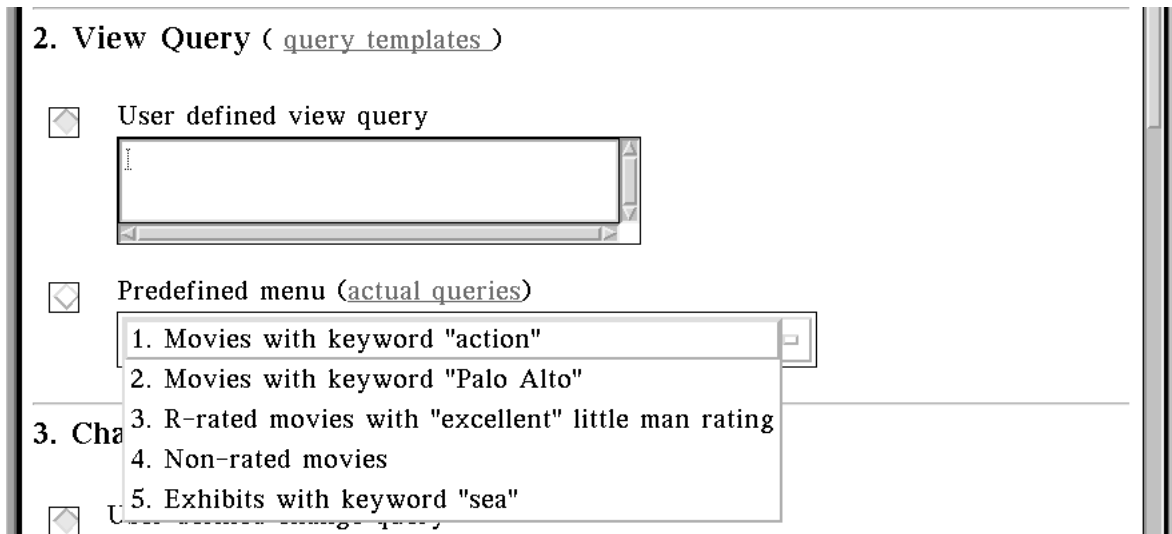 2. View Query ( query templates )
User defined view query
Predefined menu (actual queries)
1. Movies with keyword "action"
2. Movies with keyword "Palo Alto"
3. R-rated movies with "excellent" little man rating
3. Cha
4. Non-rated movies
5. Exhibits with keyword "sea"